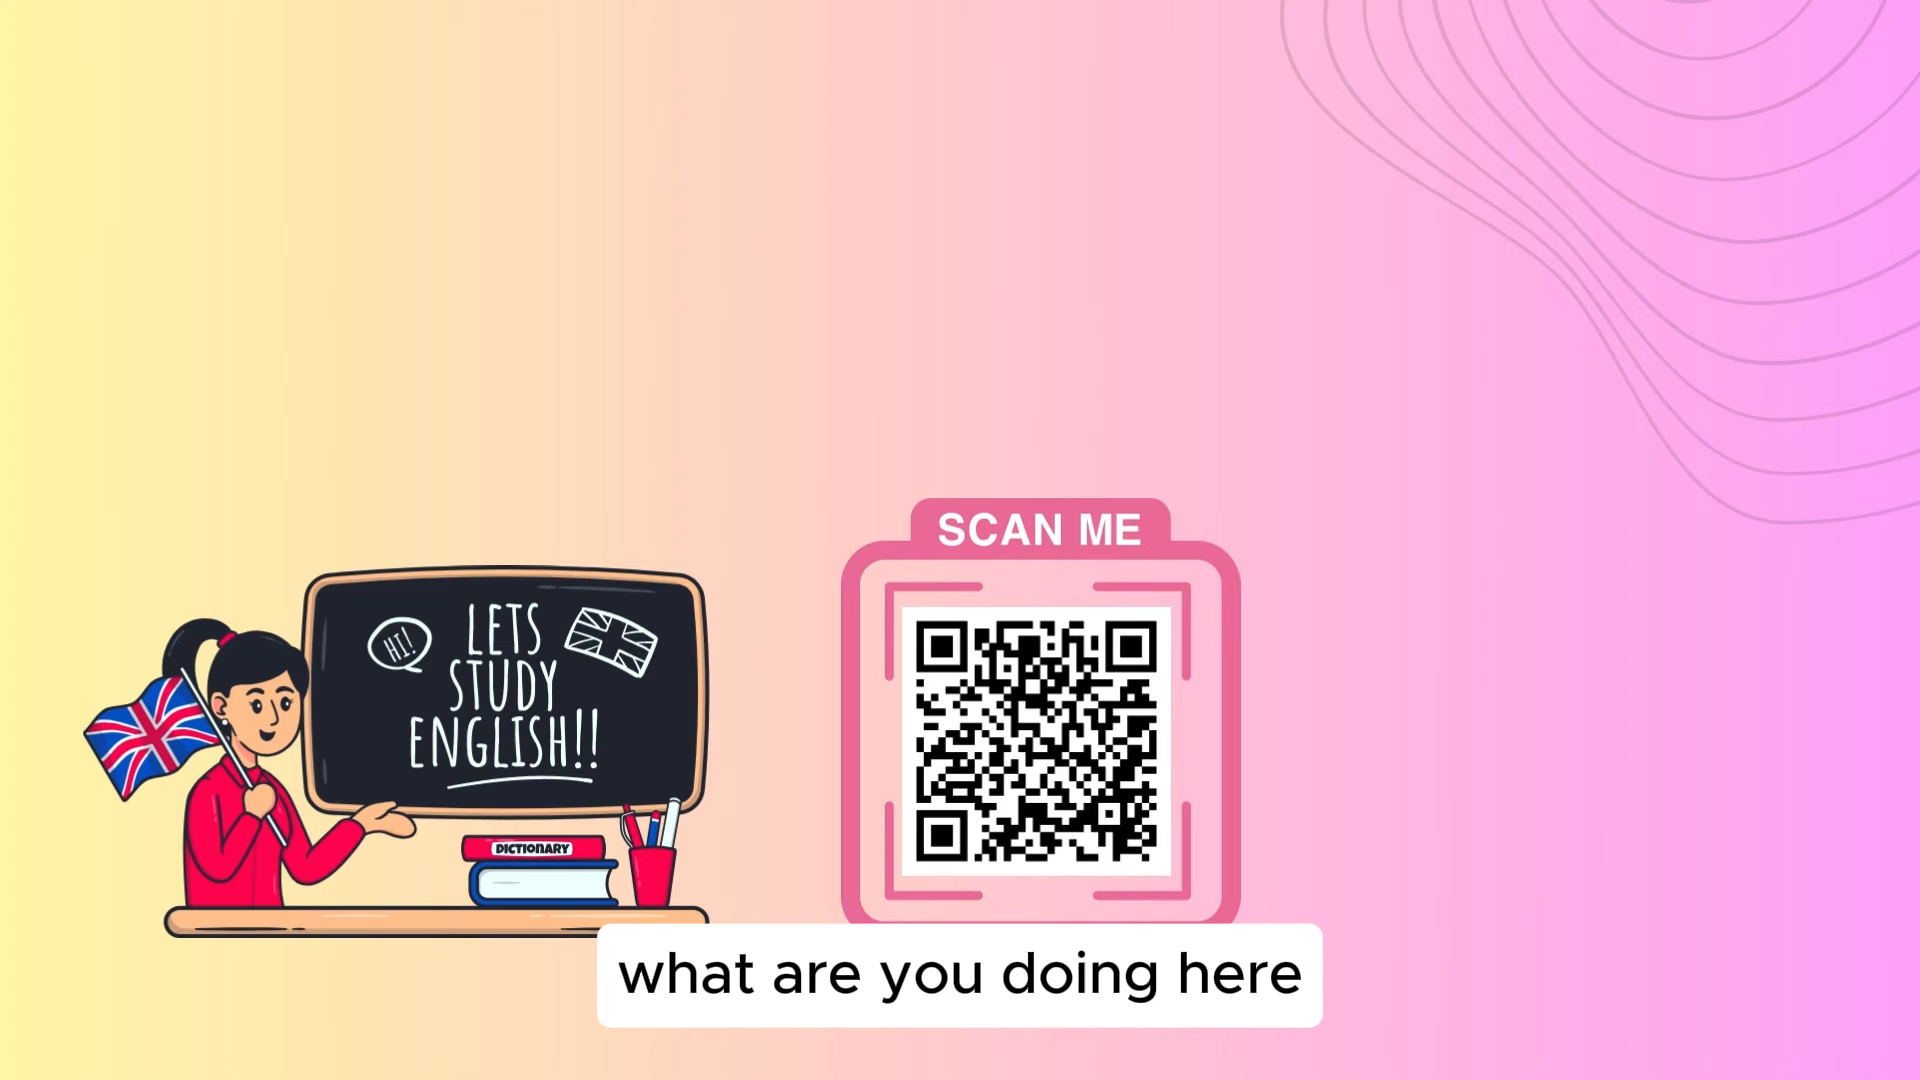 SCAN ME
HI!
LETS
STUDY
ENGLISH!!
DICTIONARY
what are you doing here